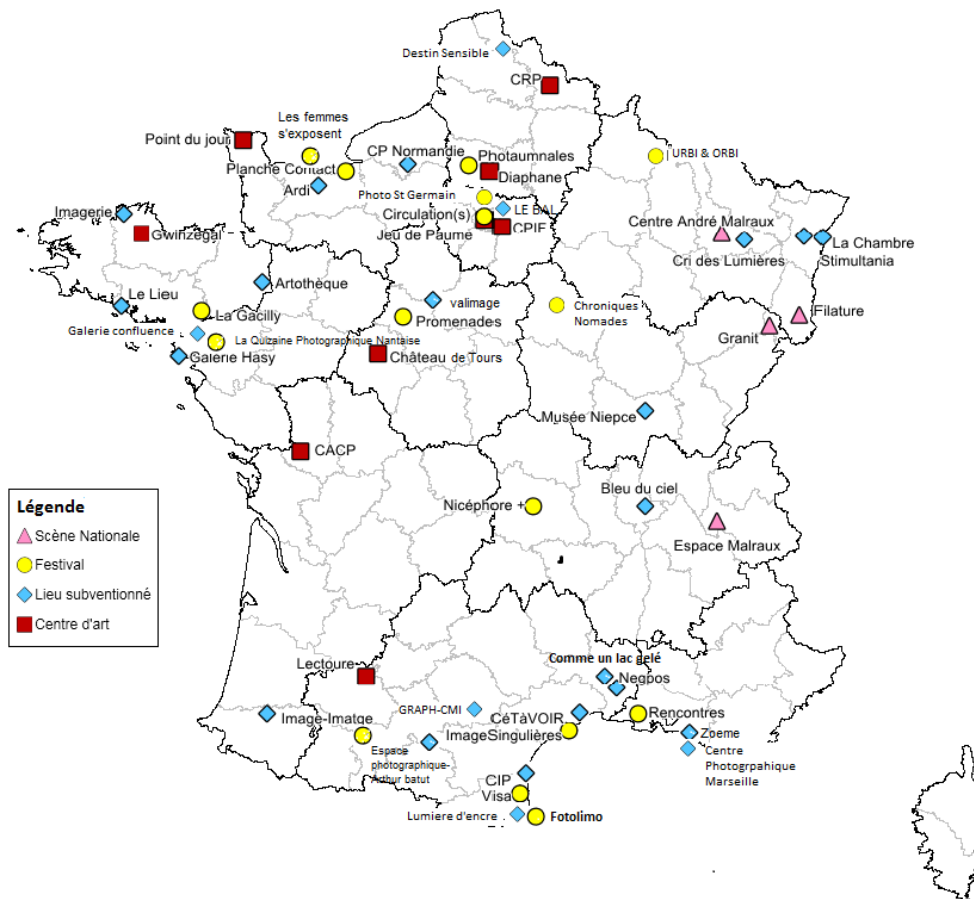 Destin Sensible
CRP
Les femmes
s'exposent
Point du jour
CP Normandie
Photaumnales
| URBI & ORBI
Planche Contact
Diaphane
Ardi
Photo St Germain
Imagerie
Circulation(s)
LE BAL
Centre André Malraux
Gwinzegal
Jeu de Paume
CPIF
La Chambre
Cri des Lumières
Stimultania
Artothèque
Le Lieu
valimage
Chroniques
Nomades
La Gacilly
Promenades
Filature
Galerie confluence
La Quizaine Photographique Nantaise
Granit
Galerie Hasy
Château de Tours
Musée Niepce
CACP
Bleu du ciel
Légende
Nicéphore +
Scène Nationale
Espace Malraux
Festival
Lieu subventionné
Centre d'art
Lectoure
Comme un lac gelé
Negpos
GRAPH-CMI
Image-Imatge
CéTàVOIR
Rencontres
ImageSingulières
Zoeme
Espace
photographique-
Arthur batut
Centre
Photogrpahique
Marseille
CIP
Visa
Lumiere d'encre
Fotolimo